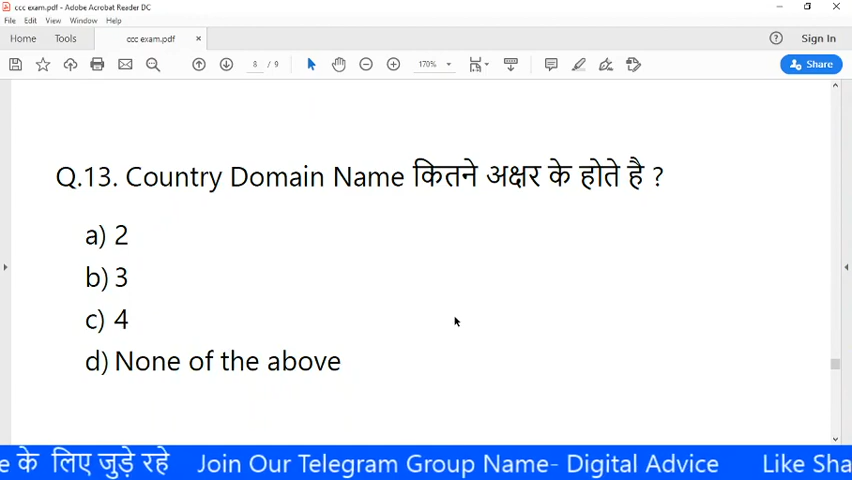 ccc exam.pdf - Adobe Acrobat Reader DC
File Edit View Window Help
Home Tools ccc exam.pdf × Sign In
8 / 9 170% Share
Q.13. Country Domain Name कितने अक्षर के होते है ?
a) 2
b) 3
c) 4
d) None of the above
e के लिए जुड़े रहे Join Our Telegram Group Name- Digital Advice Like Sha